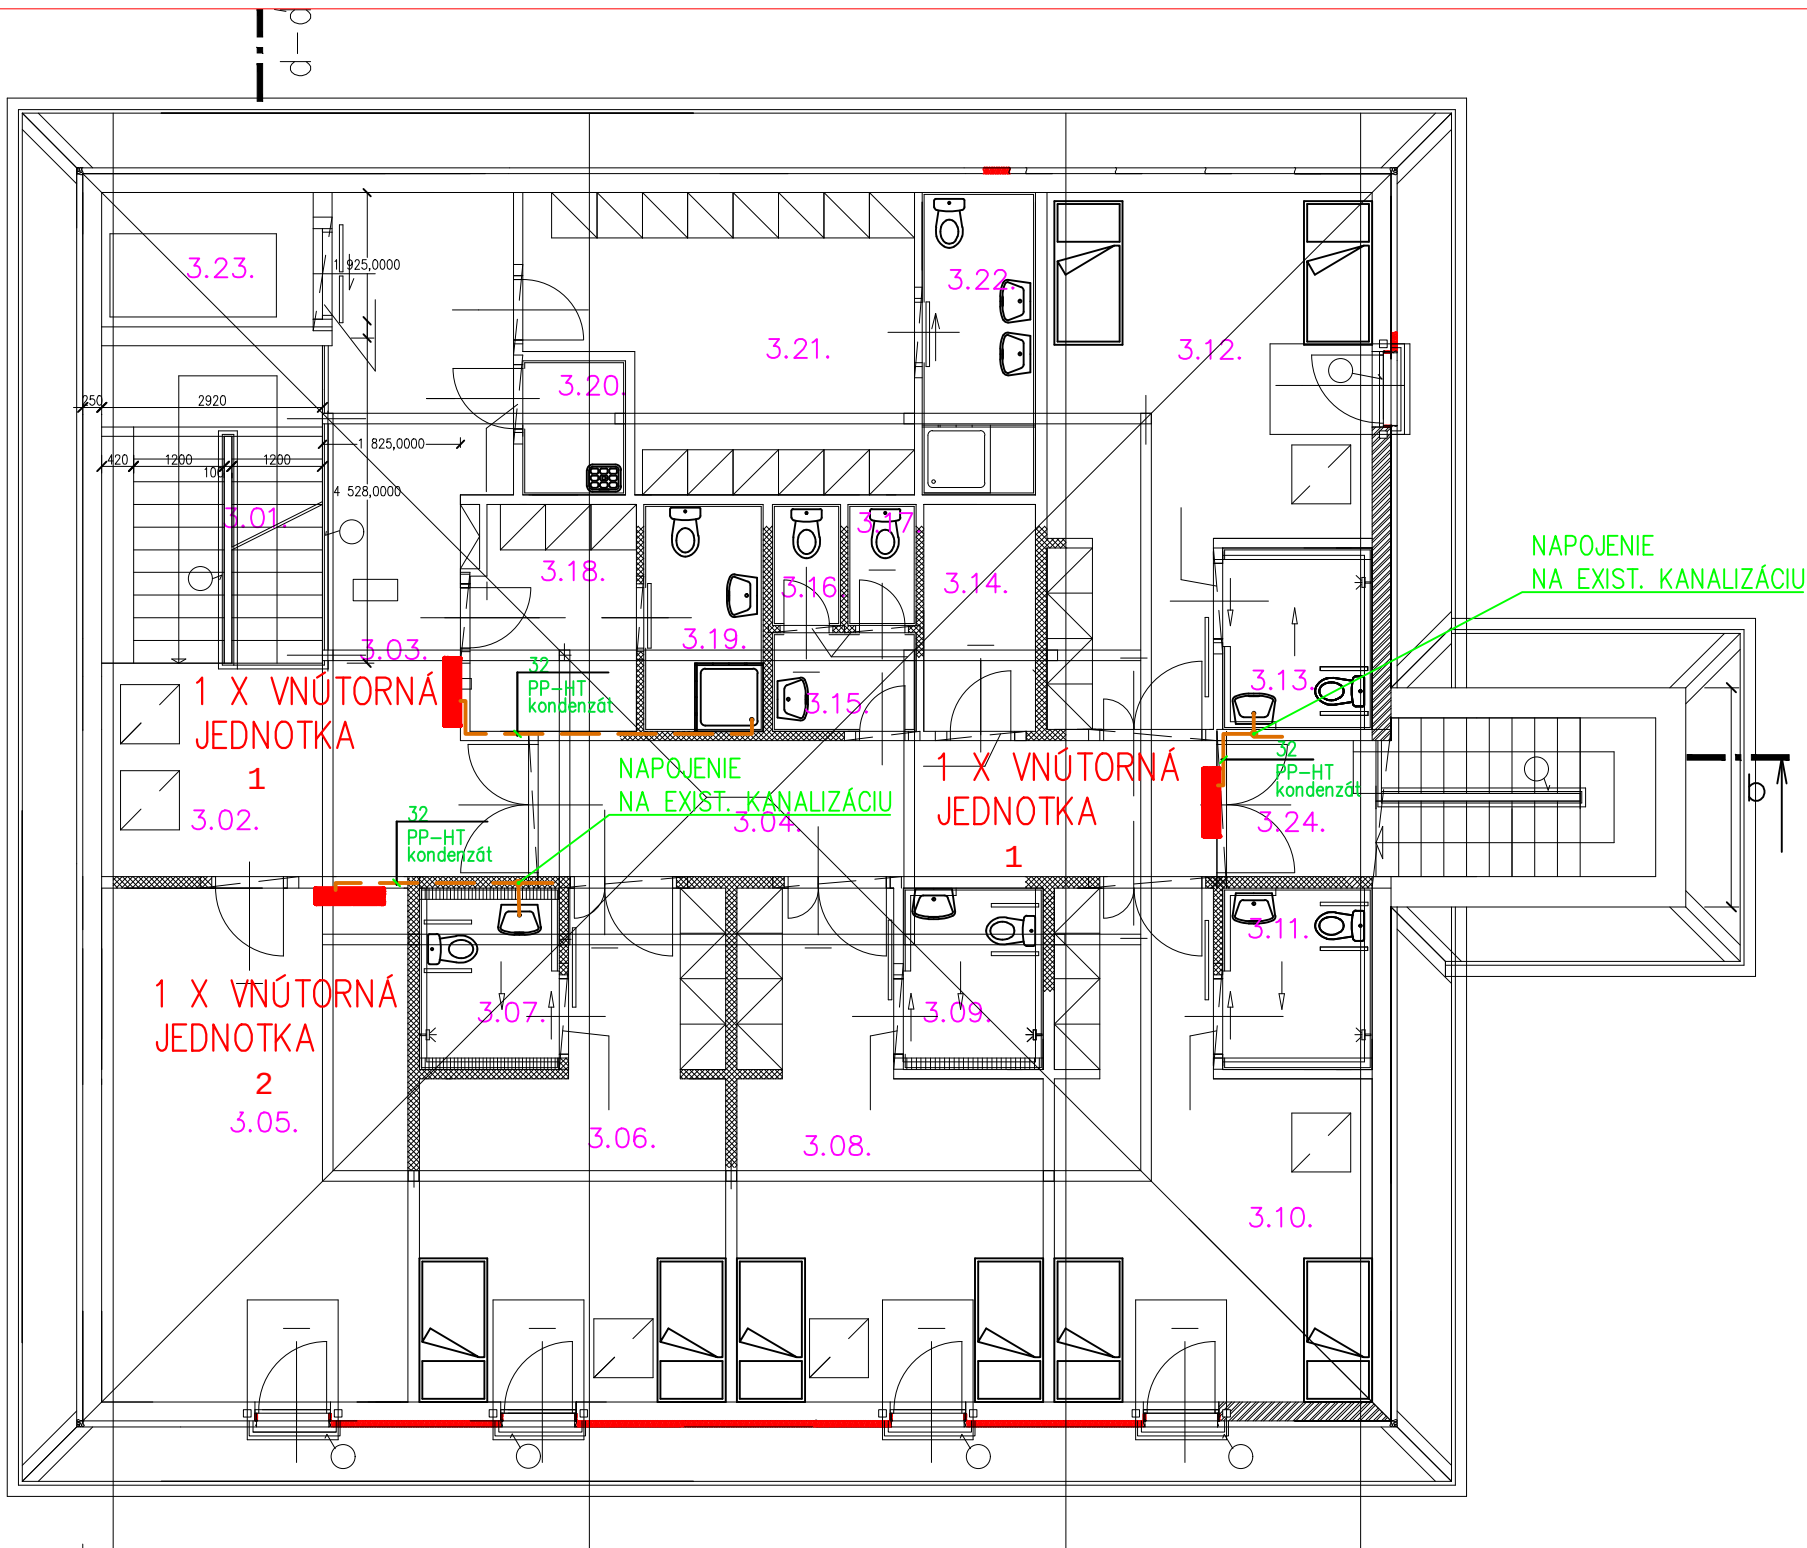 d-d
3.23.
1 925,0000
3.22.
3.21.
3.12.
3.20.
250
2920
1 825,0000
420
1200
100
1200
4 528,0000
3.01.
3.17.
3.18.
3.16.
3.14.
NAPOJENIE
NA EXIST. KANALIZÁCIU
3.03.
3.19.
3.15.
3.13.
1 X VNÚTORNÁ
JEDNOTKA
1
32
PP-HT
kondenzát
NAPOJENIE
NA EXIST. KANALIZÁCIU
1 X VNÚTORNÁ
JEDNOTKA
1
32
PP-HT
kondenzát
b
3.02.
32
PP-HT
kondenzát
3.04.
3.24.
3.11.
1 X VNÚTORNÁ
JEDNOTKA
2
3.07.
3.09.
3.05.
3.06.
3.08.
3.10.